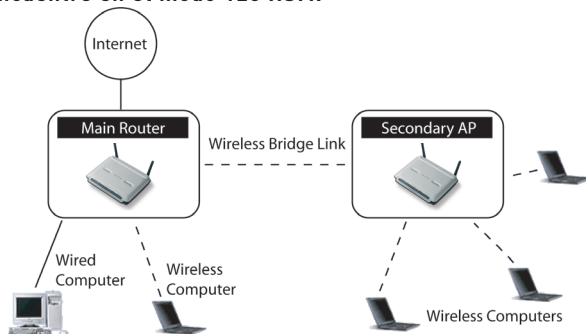 Internet
Main Router
Secondary AP
Wireless Bridge Link
Wired
Computer
Wireless
Computer
Wireless Computers